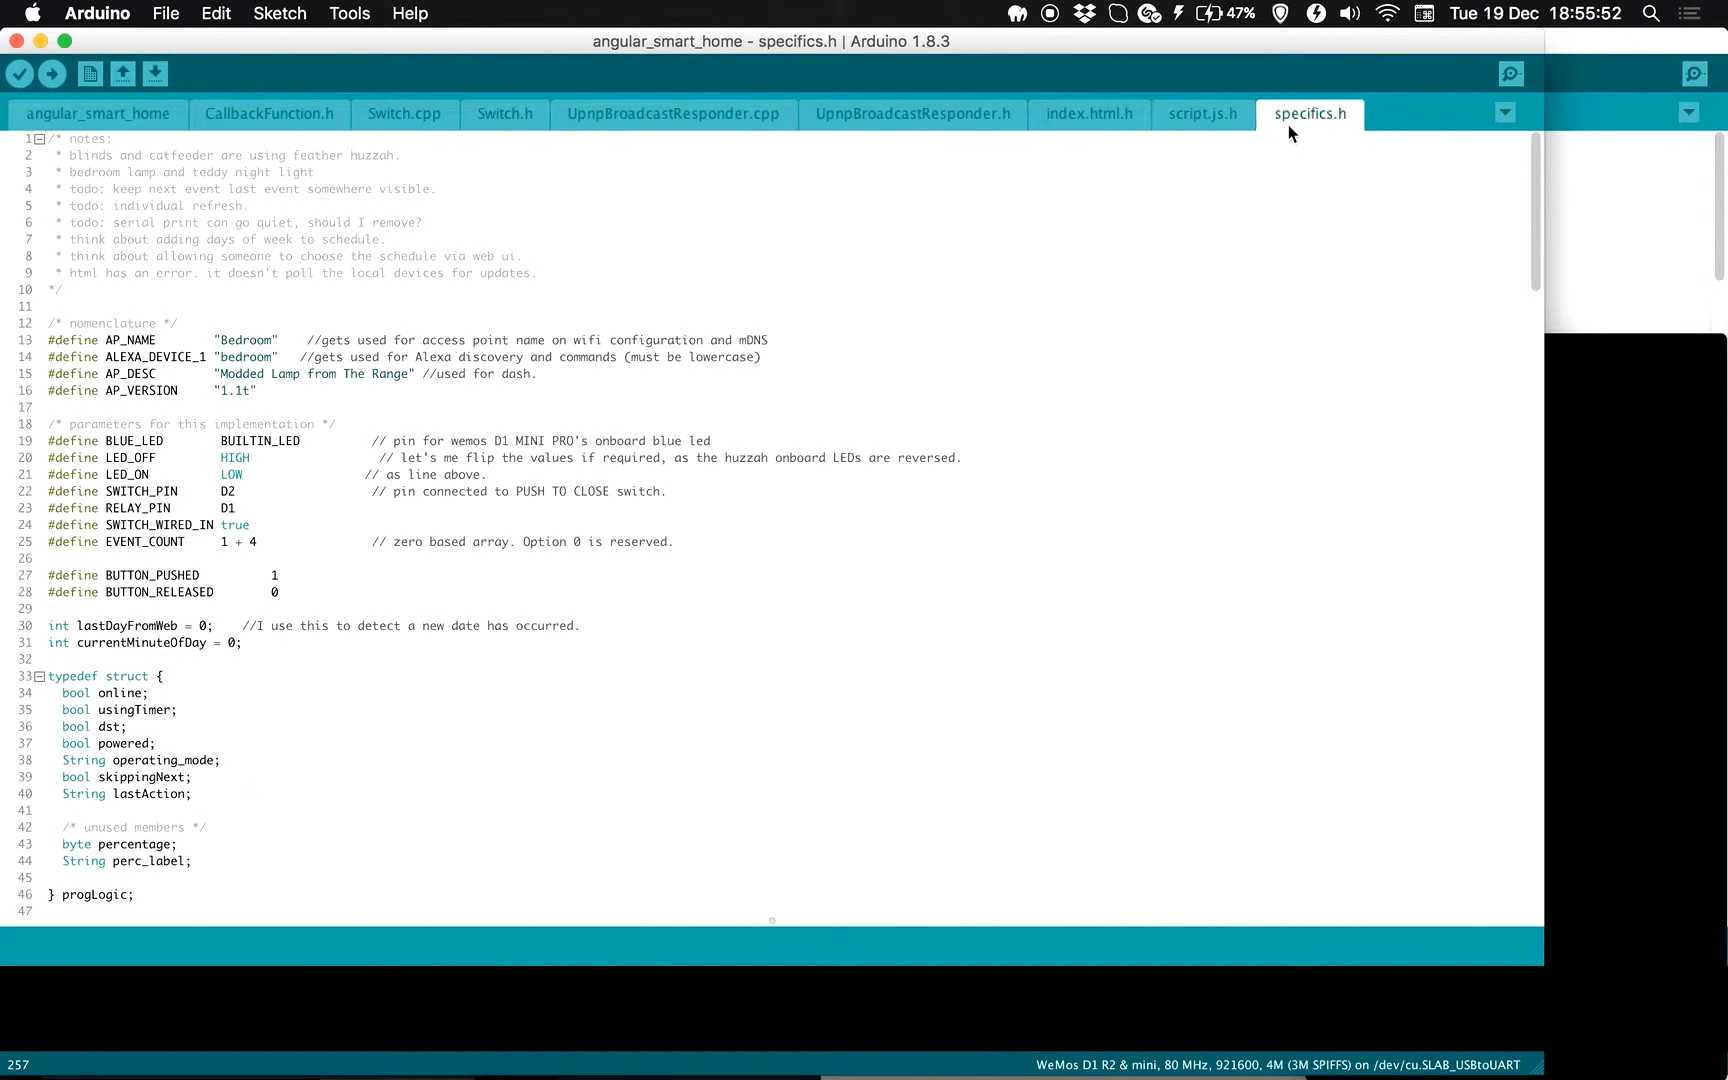 Arduino File Edit Sketch Tools Help 47% Tue 19 Dec 18:55:52
angular_smart_home - specifics.h | Arduino 1.8.3
angular_smart_home CallbackFunction.h Switch.cpp Switch.h UpnpBroadcastResponder.cpp UpnpBroadcastResponder.h index.html.h script.js.h specifics.h
1 /* notes:
2 * blinds and catfeeder are using feather huzzah.
3 * bedroom lamp and teddy night light
4 * todo: keep next event last event somewhere visible.
5 * todo: individual refresh.
6 * todo: serial print can go quiet, should I remove?
7 * think about adding days of week to schedule.
8 * think about allowing someone to choose the schedule via web ui.
9 * html has an error. it doesn't poll the local devices for updates.
10 */
11
12 /* nomenclature */
13 #define AP_NAME "Bedroom" //gets used for access point name on wifi configuration and mDNS
14 #define ALEXA_DEVICE_1 "bedroom" //gets used for Alexa discovery and commands (must be lowercase)
15 #define AP_DESC "Modded Lamp from The Range" //used for dash.
16 #define AP_VERSION "1.1t"
17
18 /* parameters for this implementation */
19 #define BLUE_LED BUILTIN_LED // pin for wemos D1 MINI PRO's onboard blue led
20 #define LED_OFF HIGH // let's me flip the values if required, as the huzzah onboard LEDs are reversed.
21 #define LED_ON LOW // as line above.
22 #define SWITCH_PIN D2 // pin connected to PUSH TO CLOSE switch.
23 #define RELAY_PIN D1
24 #define SWITCH_WIRED_IN true
25 #define EVENT_COUNT 1 + 4 // zero based array. Option 0 is reserved.
26
27 #define BUTTON_PUSHED 1
28 #define BUTTON_RELEASED 0
29
30 int lastDayFromWeb = 0; //I use this to detect a new date has occurred.
31 int currentMinuteOfDay = 0;
32
33 typedef struct {
34 bool online;
35 bool usingTimer;
36 bool dst;
37 bool powered;
38 String operating_mode;
39 bool skippingNext;
40 String lastAction;
41
42 /* unused members */
43 byte percentage;
44 String perc_label;
45
46 } progLogic;
47
257 WeMos D1 R2 & mini, 80 MHz, 921600, 4M (3M SPIFFS) on /dev/cu.SLAB_USBtoUART